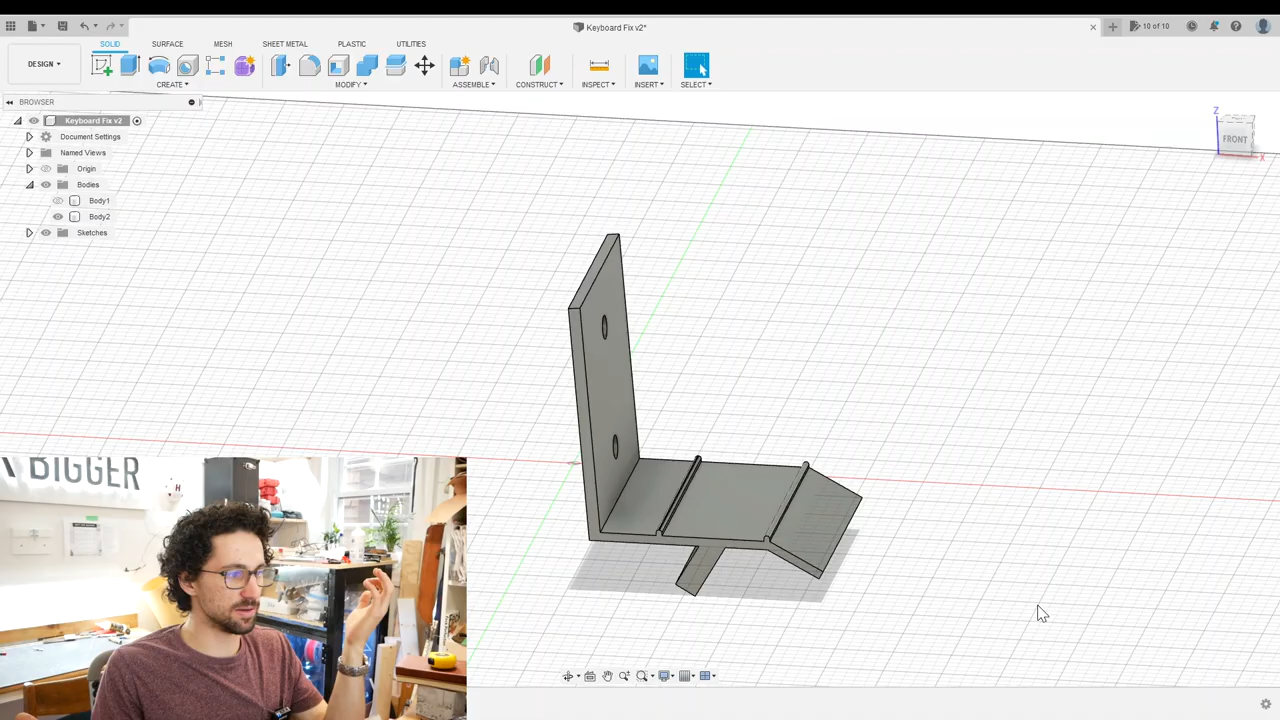 Keyboard Fix v2*
10 of 10
SOLID
SURFACE
MESH
SHEET METAL
PLASTIC
UTILITIES
DESIGN
CREATE
MODIFY
ASSEMBLE
CONSTRUCT
INSPECT
INSERT
SELECT
BROWSER
Keyboard Fix v2
Document Settings
Named Views
Origin
Bodies
Body1
Body2
Sketches
Z
FRONT
X
BIGGER
H